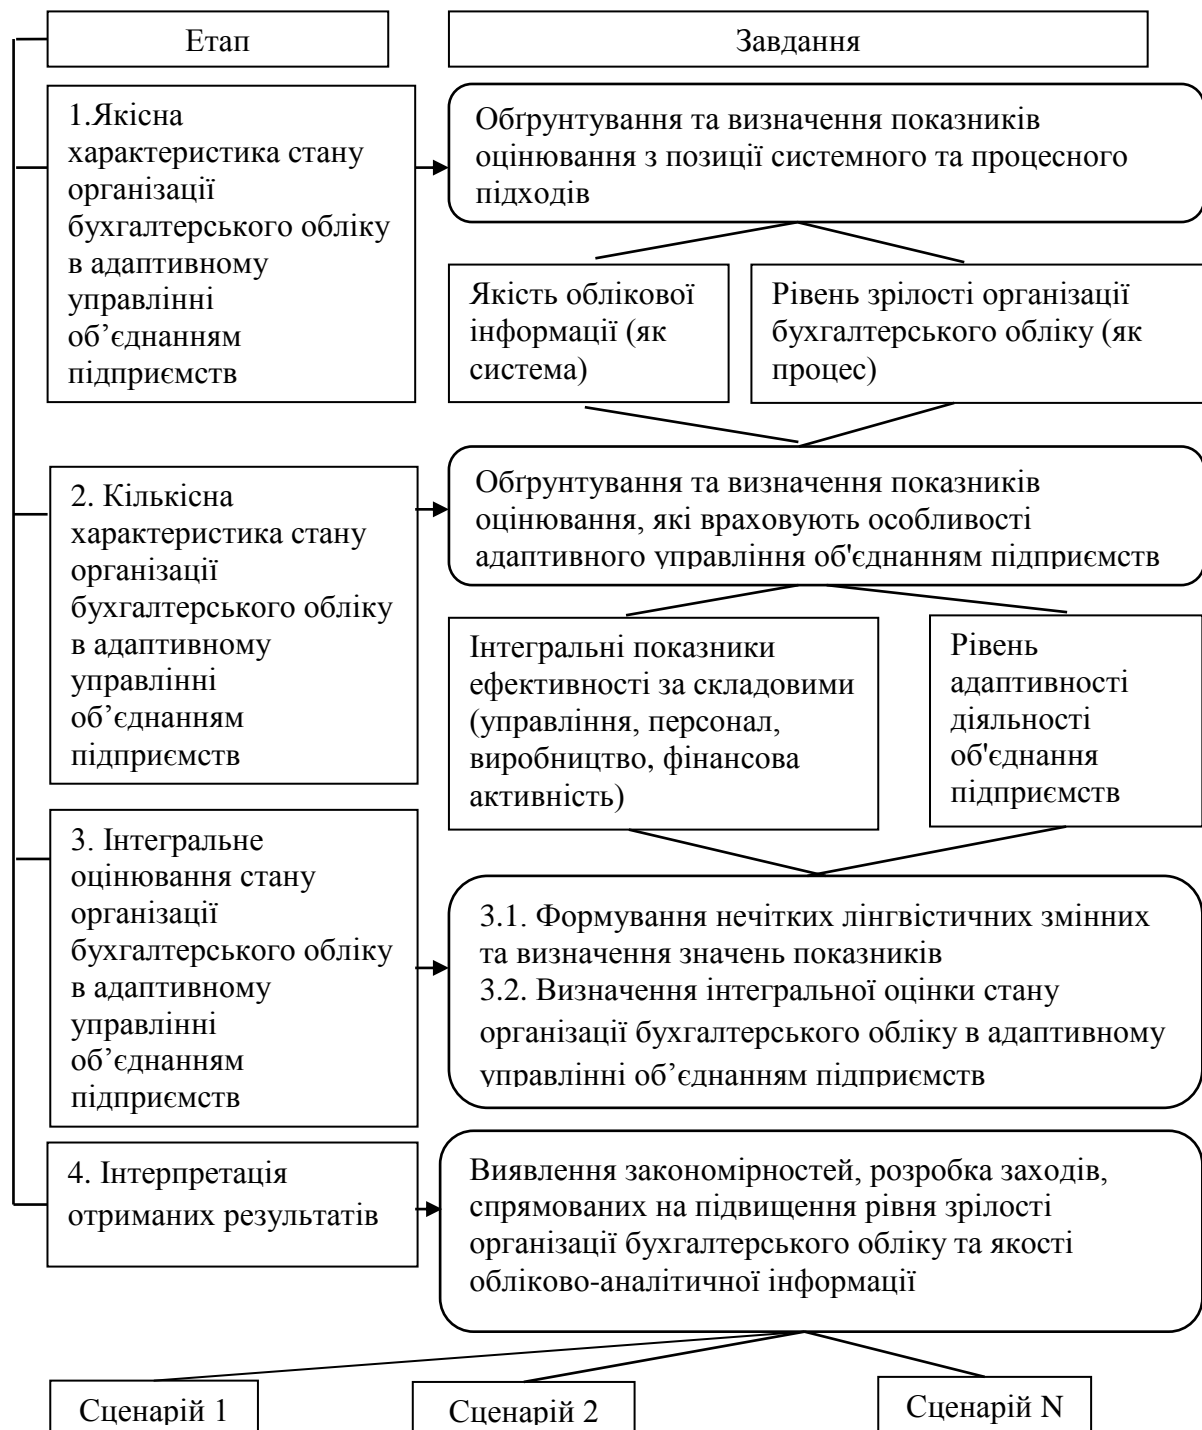 Етап
Завдання
1.Якісна
характеристика стану
організації
бухгалтерського обліку
в адаптивному
управлінні
об’єднанням
підприємств
Обґрунтування та визначення показників
оцінювання з позиції системного та процесного
підходів
Якість облікової
інформації (як
система)
Рівень зрілості організації
бухгалтерського обліку (як
процес)
2. Кількісна
характеристика стану
організації
бухгалтерського обліку
в адаптивному
управлінні
об’єднанням
підприємств
Обґрунтування та визначення показників
оцінювання, які враховують особливості
адаптивного управління об'єднанням підприємств
Інтегральні показники
ефективності за складовими
(управління, персонал,
виробництво, фінансова
активність)
Рівень
адаптивності
діяльності
об'єднання
підприємств
3. Інтегральне
оцінювання стану
організації
бухгалтерського обліку
в адаптивному
управлінні
об’єднанням
підприємств
3.1. Формування нечітких лінгвістичних змінних
та визначення значень показників
3.2. Визначення інтегральної оцінки стану
організації бухгалтерського обліку в адаптивному
управлінні об’єднанням підприємств
4. Інтерпретація
отриманих результатів
Виявлення закономірностей, розробка заходів,
спрямованих на підвищення рівня зрілості
організації бухгалтерського обліку та якості
обліково-аналітичної інформації
Сценарій 1
Сценарій 2
Сценарій N